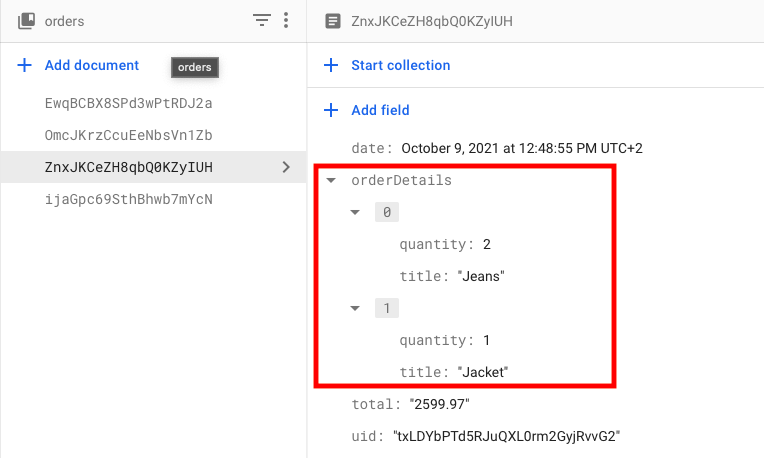 orders
Add document
orders
EwqBCBX8SPd3wPtRDJ2a
OmcJKrzCcuEeNbsVn1Zb
ZnxJKCeZH8qbQ0KZyIUH
ijaGpc69SthBhwb7mYcN
ZnxJKCeZH8qbQ0KZyIUH
Start collection
Add field
date: October 9, 2021 at 12:48:55 PM UTC+2
orderDetails
0
quantity: 2
title: "Jeans"
1
quantity: 1
title: "Jacket"
total: "2599.97"
uid: "txLDYbPTd5RJuQXL0rm2GyjRvvG2"